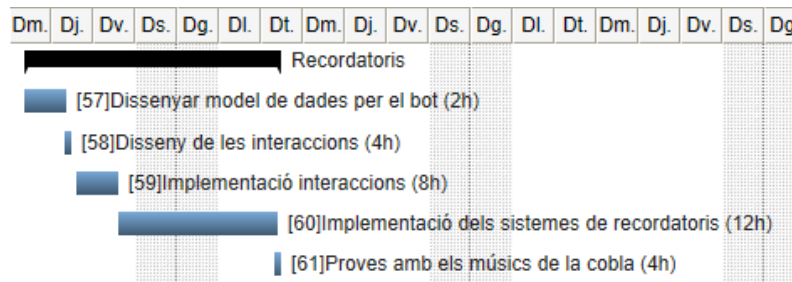 Dm. Dj. Dv. Ds. Dg. Dl. Dt. Dm. Dj. Dv. Ds. Dg. Dl. Dt. Dm. Dj. Dv. Ds. Dg
Recordatoris
[57]Dissenyar model de dades per el bot (2h)
[58]Disseny de les interaccions (4h)
[59]Implementació interaccions (8h)
[60]Implementació dels sistemes de recordatoris (12h)
[61]Proves amb els músics de la cobla (4h)